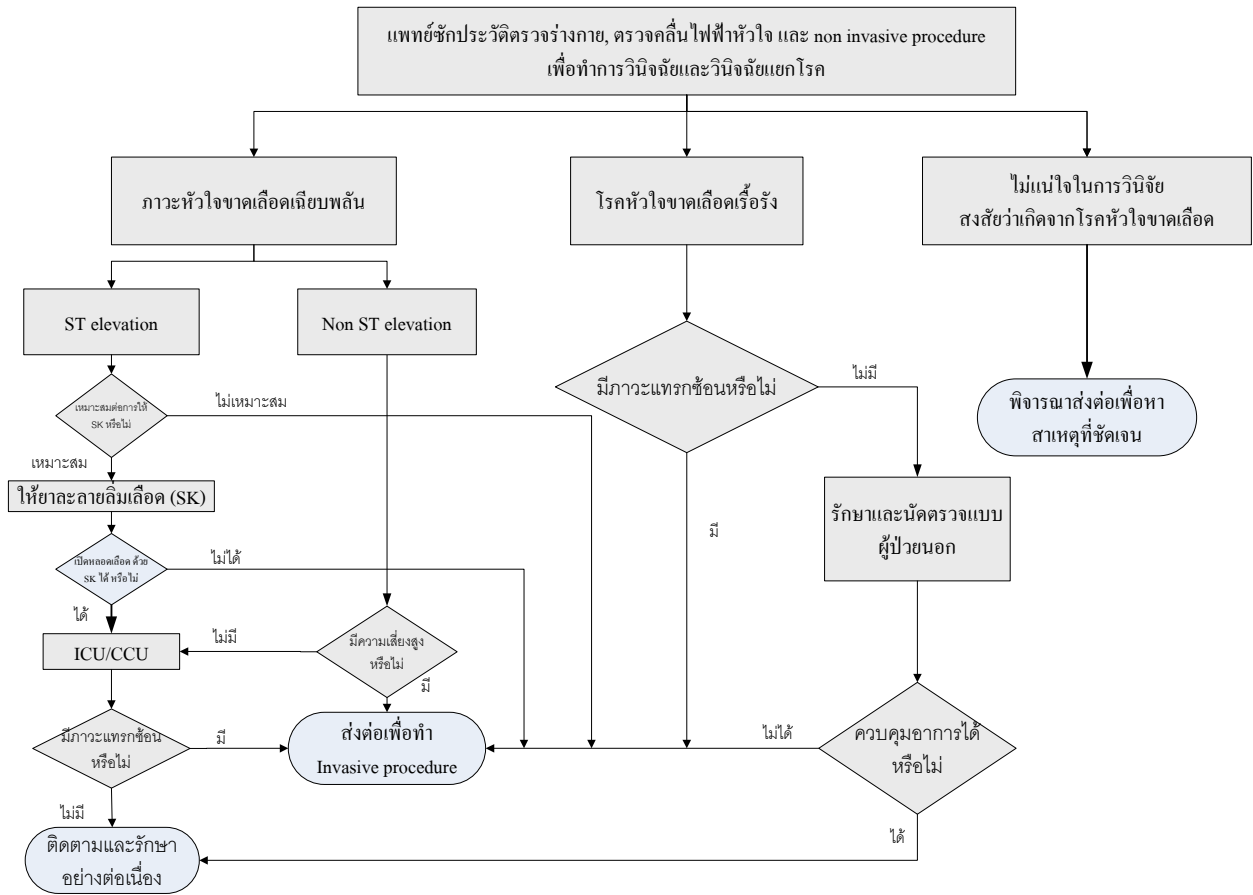 แพทย์ซักประวัติตรวจร่างกาย, ตรวจคลื่นไฟฟ้าหัวใจ และ non invasive procedure
เพื่อทำการวินิจฉัยและวินิจฉัยแยกโรค
ภาวะหัวใจขาดเลือดเฉียบพลัน
โรคหัวใจขาดเลือดเรื้อรัง
ไม่แน่ใจในการวินิจัย
สงสัยว่าเกิดจากโรคหัวใจขาดเลือด
ST elevation
Non ST elevation
มีภาวะแทรกซ้อนหรือไม่
ไม่มี
พิจารณาส่งต่อเพื่อหา
สาเหตุที่ชัดเจน
เหมาะสมต่อการให้
SK หรือไม่
ไม่เหมาะสม
เหมาะสม
ให้ยาละลายลิ่มเลือด (SK)
รักษาและนัดตรวจแบบ
ผู้ป่วยนอก
มี
เปิดหลอดเลือด ด้วย
SK ได้ หรือไม่
ไม่ได้
ได้
ICU/CCU
ไม่มี
มีความเสี่ยงสูง
หรือไม่
มี
มีภาวะแทรกซ้อน
หรือไม่
มี
ส่งต่อเพื่อทำ
Invasive procedure
ไม่ได้
ควบคุมอาการได้
หรือไม่
ไม่มี
ได้
ติดตามและรักษา
อย่างต่อเนื่อง